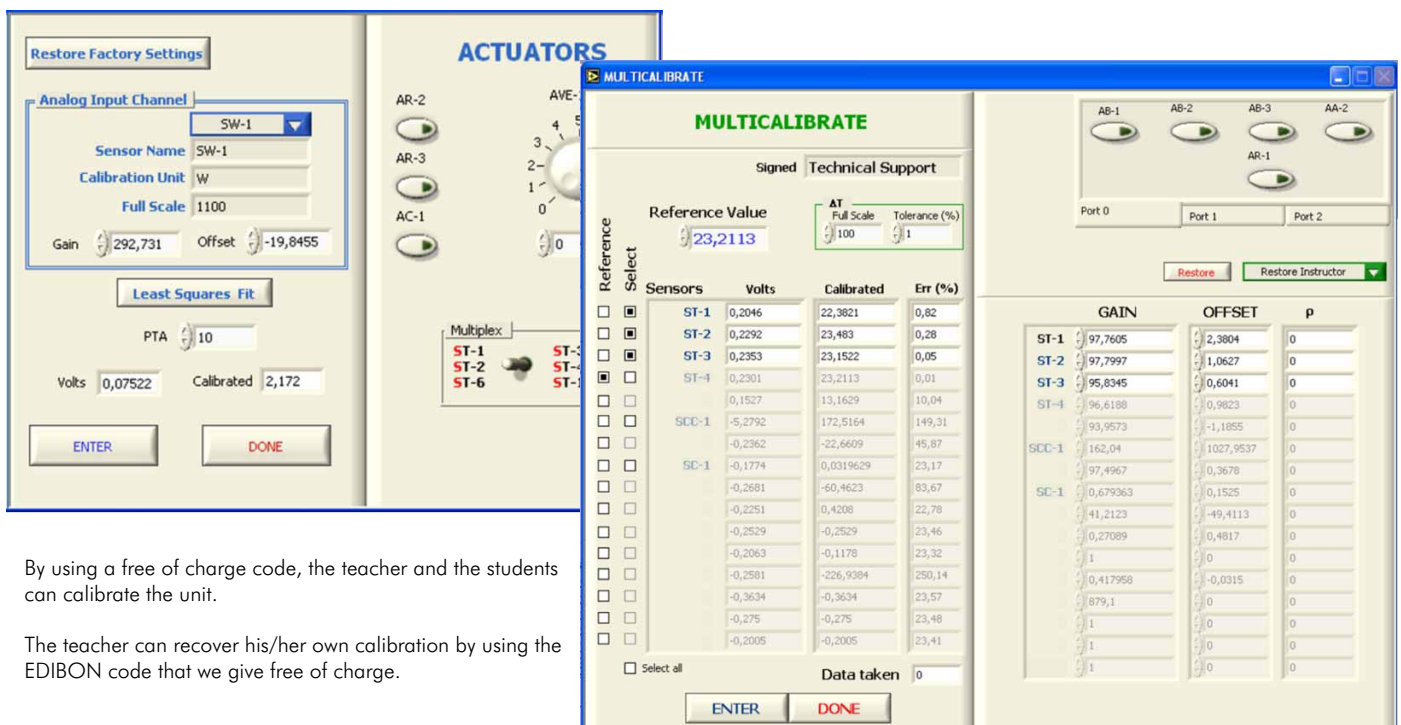 Restore Factory Settings
Analog Input Channel
SW-1
Sensor Name SW-1
Calibration Unit W
Full Scale 1100
Gain 292,731 Offset -19,8455
Least Squares Fit
PTA 10
Volts 0,07522 Calibrated 2,172
ENTER DONE
ACTUATORS
AR-2
AR-3
AC-1
4
3
2
1
0
0
Multiplex
ST-1
ST-2
ST-6
MULTICALIBRATE
MULTICALIBRATE
Signed Technical Support
Reference Value
23,2113
ΔT
Full Scale Tolerance (%)
100 1
Reference
Select
Sensors Volts Calibrated Err (%)
ST-1 0,2046 22,3821 0,82
ST-2 0,2292 23,483 0,28
ST-3 0,2353 23,1522 0,05
ST-4 0,2301 23,2113 0,01
0,1527 13,1629 10,04
SCC-1 -5,2792 172,5164 149,31
-0,2362 -22,6609 45,87
SC-1 -0,1774 0,0319629 23,17
-0,2681 -60,4623 83,67
-0,2251 0,4208 22,78
-0,2529 -0,2529 23,46
-0,2063 -0,1178 23,32
-0,2581 -226,9384 250,14
-0,3634 -0,3634 23,57
-0,275 -0,275 23,48
-0,2005 -0,2005 23,41
Select all
Data taken 0
ENTER DONE
AB-1 AB-2 AB-3 AA-2
AR-1
Port 0 Port 1 Port 2
Restore Restore Instructor
GAIN OFFSET ρ
ST-1 97,7605 2,3804 0
ST-2 97,7997 1,0627 0
ST-3 95,8345 0,6041 0
ST-4 96,6188 0,9823 0
93,9573 -1,1855 0
SCC-1 162,04 1027,9537 0
97,4967 0,3678 0
SC-1 0,679363 0,1525 0
41,2123 -49,4113 0
0,27089 0,4817 0
1 0 0
0,417958 -0,0315 0
879,1 0 0
1 0 0
1 0 0
1 0 0
By using a free of charge code, the teacher and the students
can calibrate the unit.
The teacher can recover his/her own calibration by using the
EDIBON code that we give free of charge.